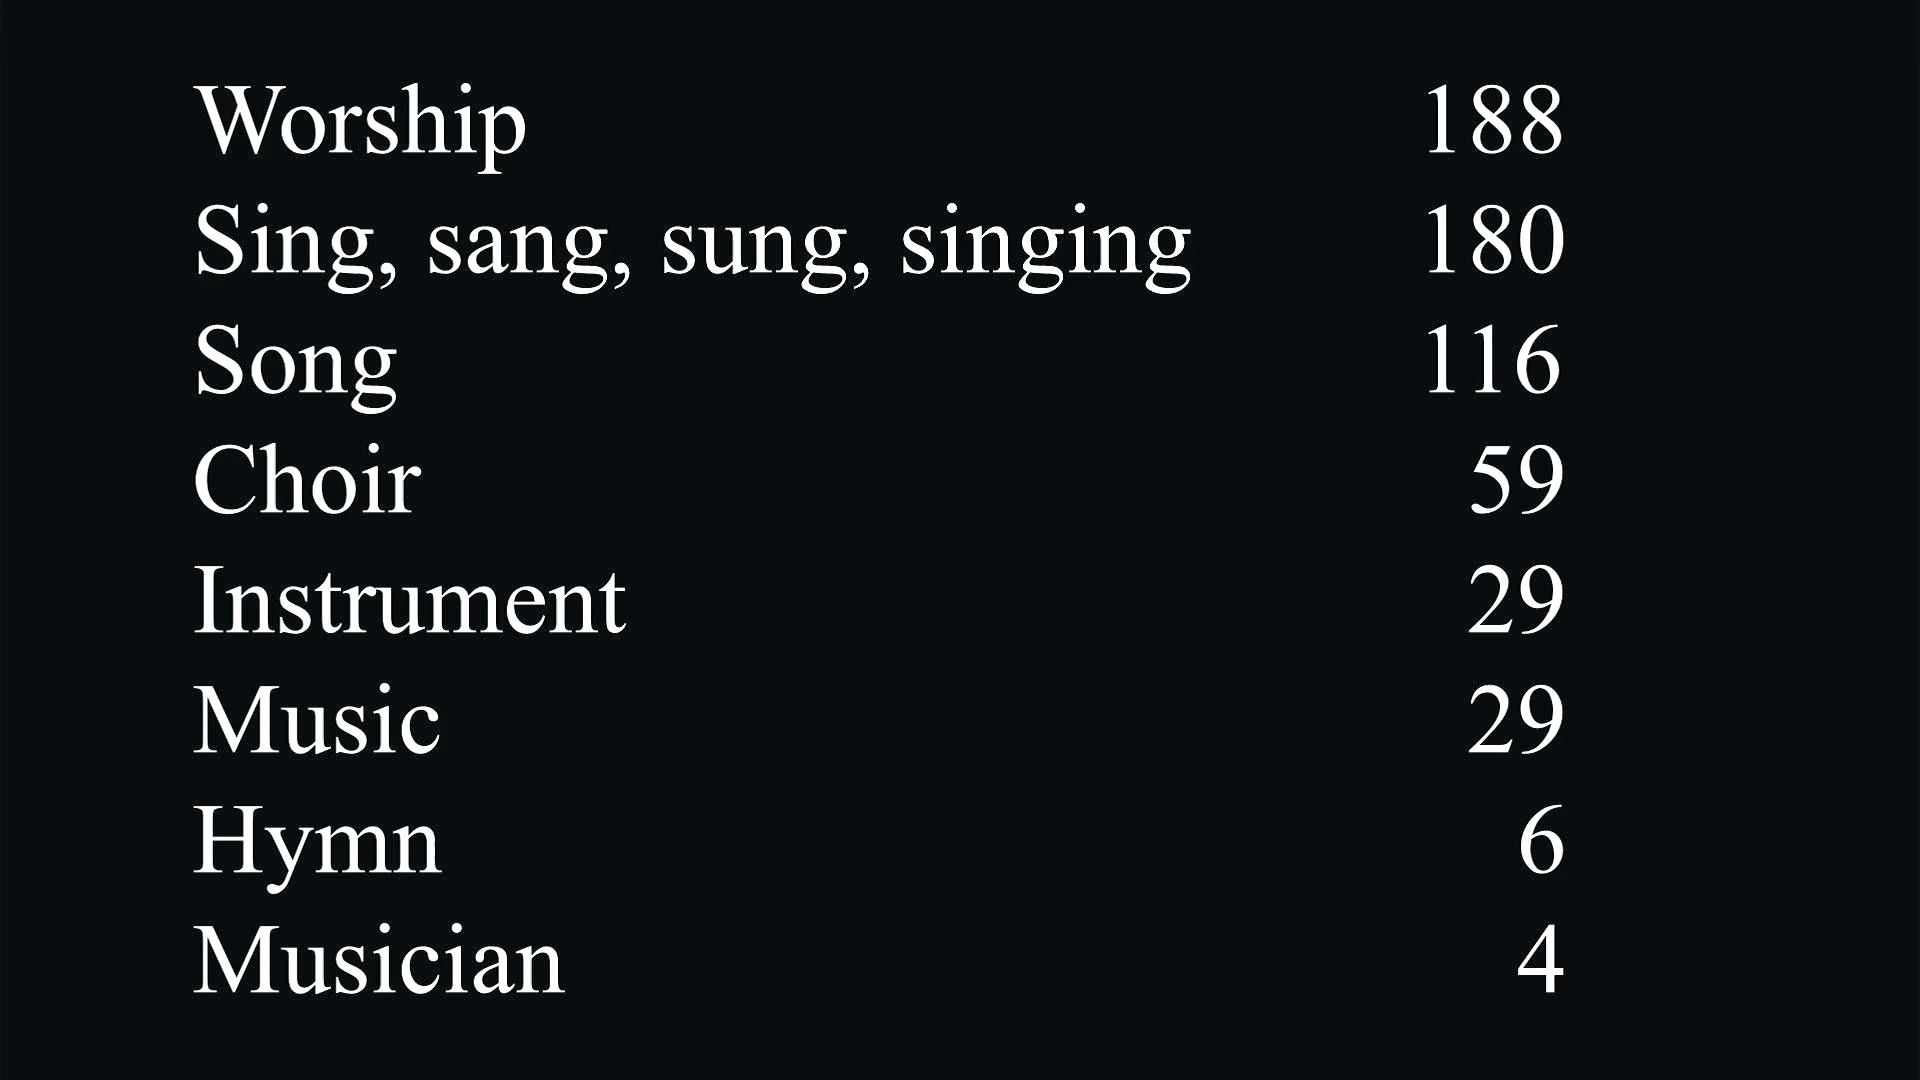 Worship 188
Sing, sang, sung, singing 180
Song 116
Choir 59
Instrument 29
Music 29
Hymn 6
Musician 4